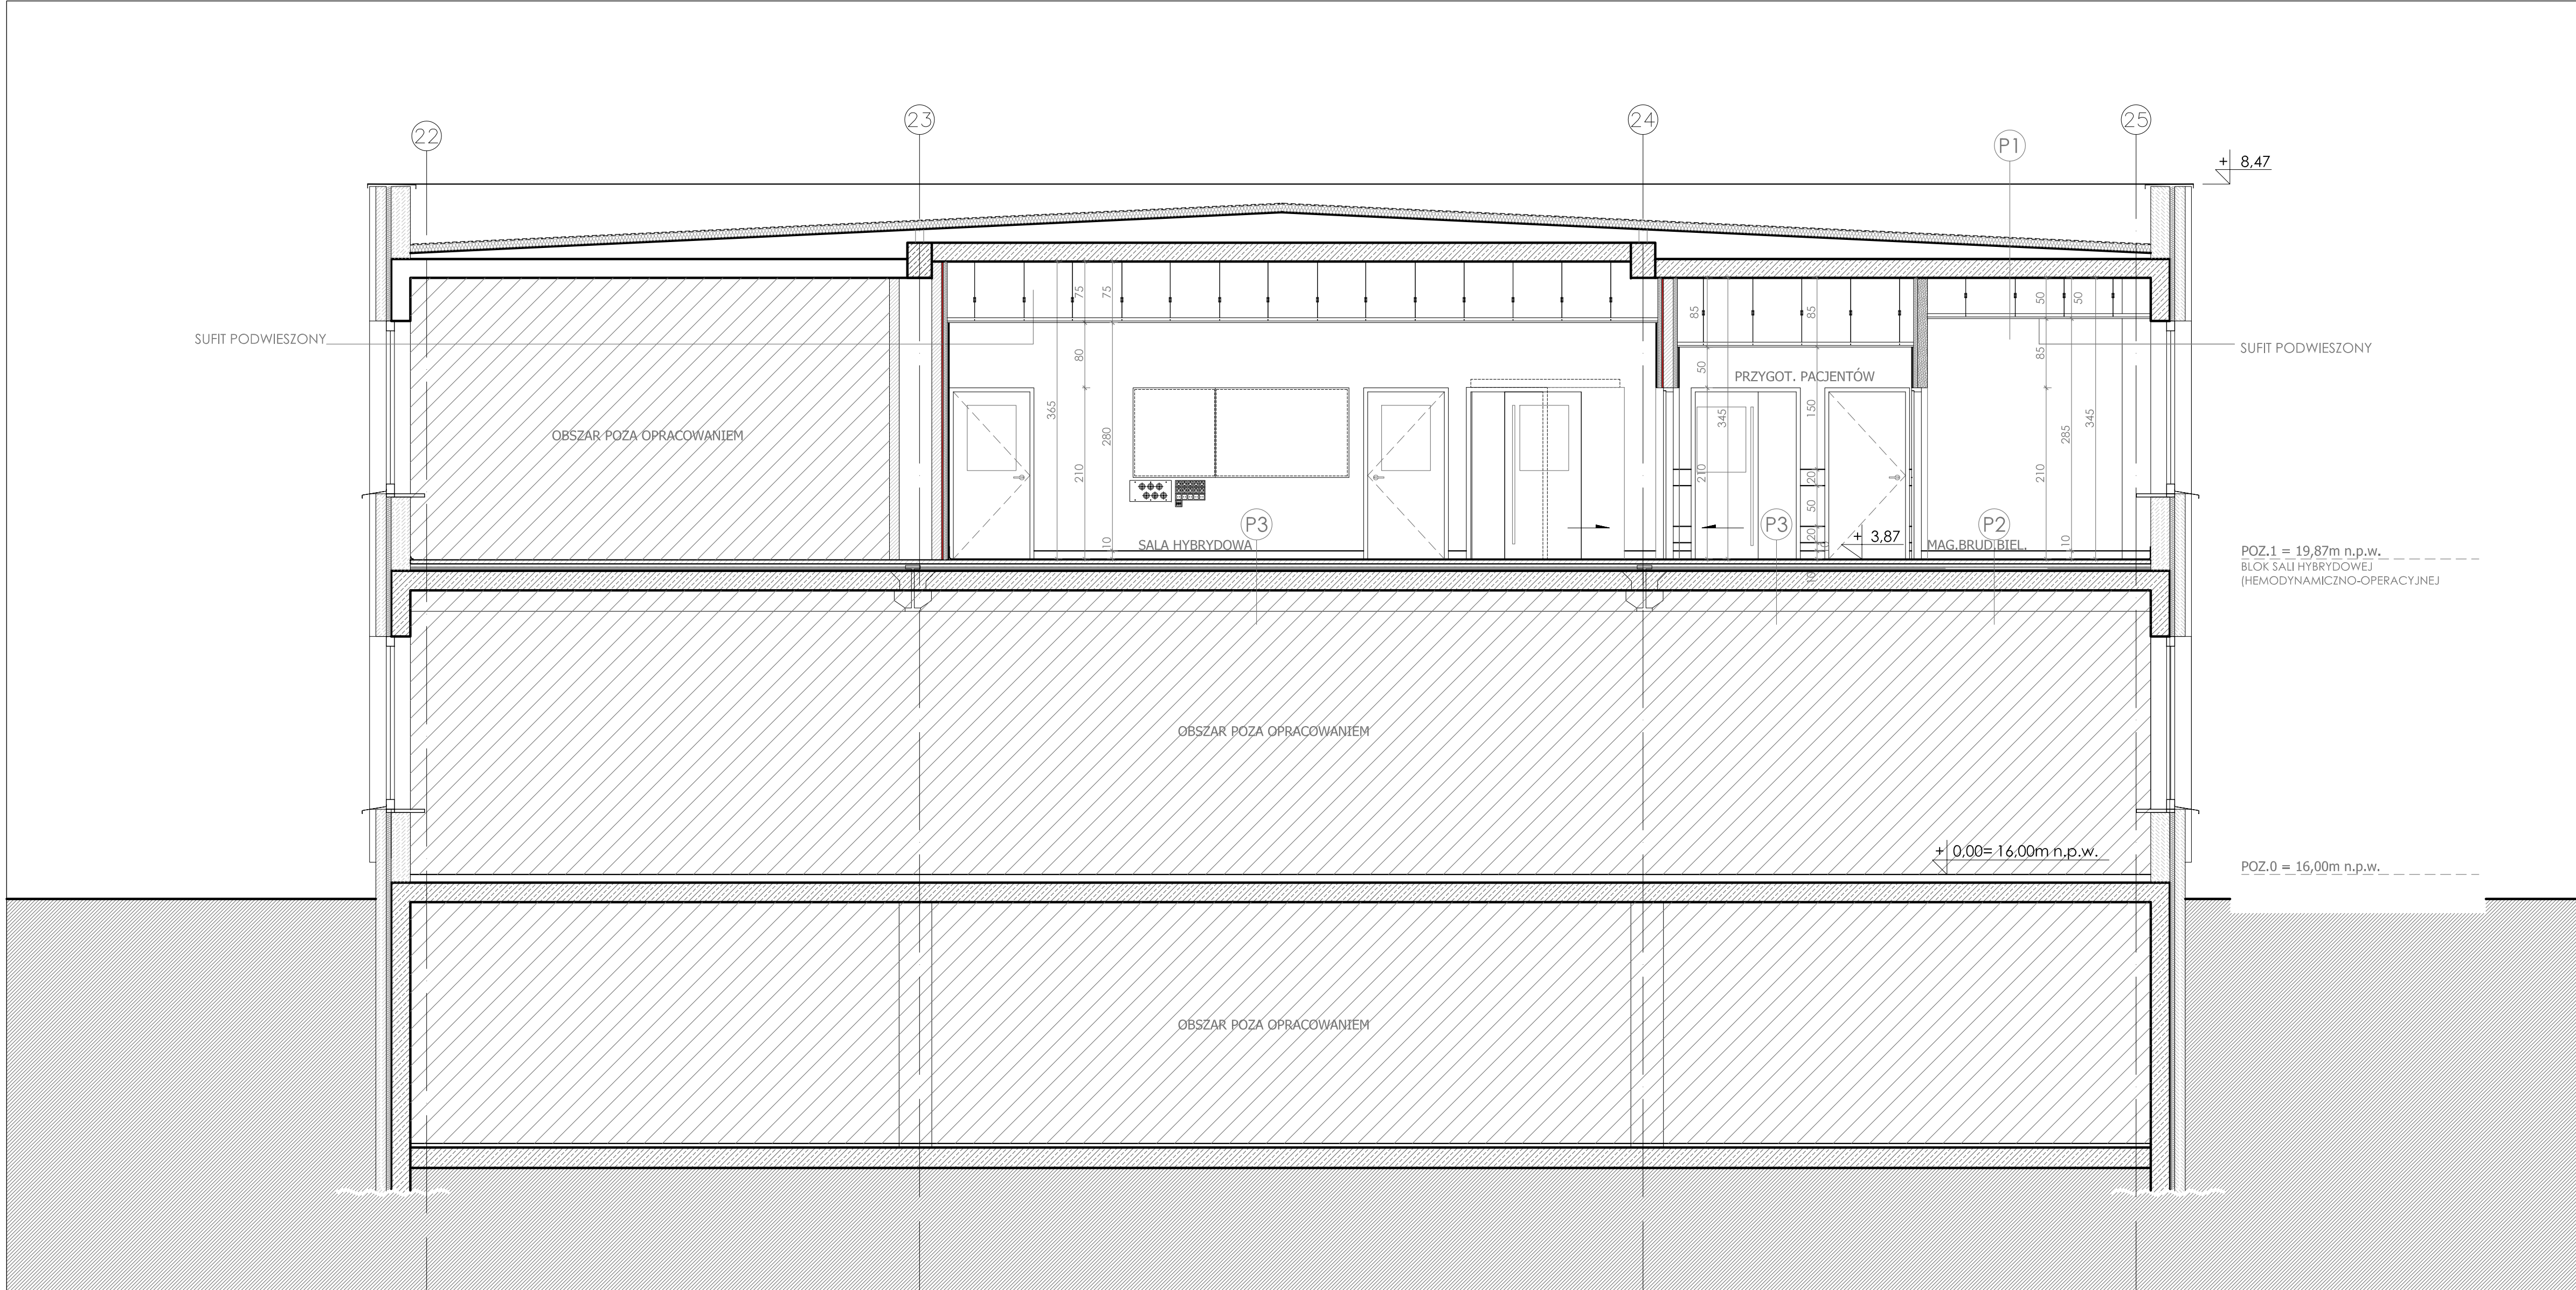 22
23
24
25
P1
+ 8,47
SUFIT PODWIESZONY
SUFIT PODWIESZONY
75
75
85
85
50
50
80
50
85
PRZYGOT. PACJENTÓW
365
280
345
150
285
345
OBSZAR POZA OPRACOWANIEM
210
210
20
210
50
P3
P3
P2
SALA HYBRYDOWA
10
20
+ 3,87
MAG.BRUD.BIEL.
10
10
POZ.1 = 19,87m n.p.w.
BLOK SALI HYBRYDOWEJ
(HEMODYNAMICZNO-OPERACYJNEJ
OBSZAR POZA OPRACOWANIEM
+ 0,00= 16,00m n.p.w.
POZ.0 = 16,00m n.p.w.
OBSZAR POZA OPRACOWANIEM